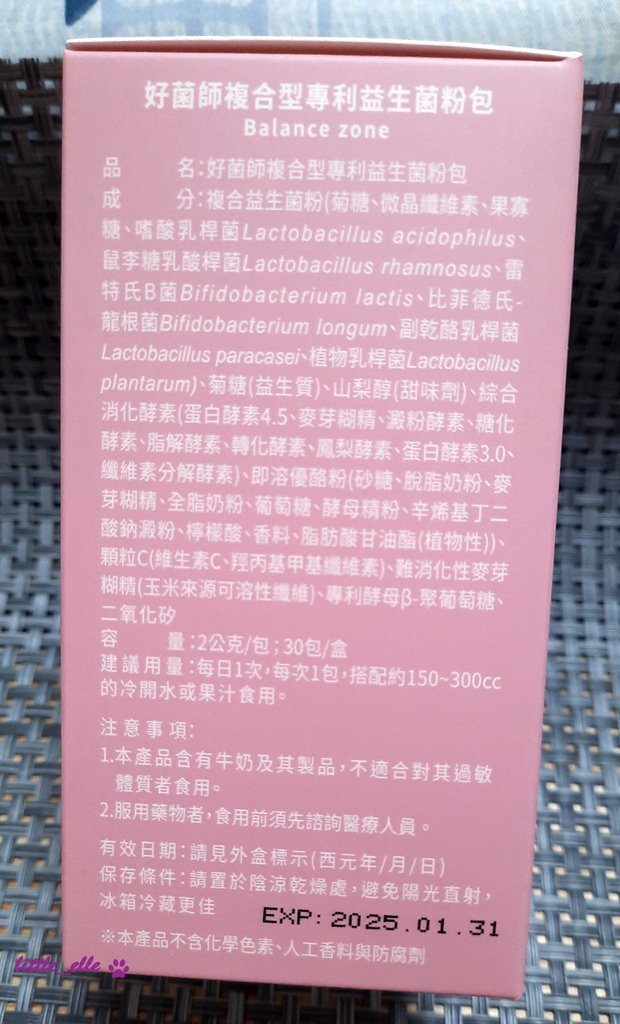 好菌師複合型專利益生菌粉包
Balance zone
品 名:好菌師複合型專利益生菌粉包
成 分:複合益生菌粉(菊糖、微晶纖維素、果寡
糖、嗜酸乳桿菌Lactobacillus acidophilus、
鼠李糖乳酸桿菌Lactobacillus rhamnosus、雷
特氏B菌Bifidobacterium lactis、比菲德氏-
龍根菌Bifidobacterium longum、副乾酪乳桿菌
Lactobacillus paracasei、植物乳桿菌Lactobacillus
plantarum)、菊糖(益生質)、山梨醇(甜味劑)、綜合
消化酵素(蛋白酵素4.5、麥芽糊精、澱粉酵素、糖化
酵素、脂解酵素、轉化酵素、鳳梨酵素、蛋白酵素3.0、
纖維素分解酵素)、即溶優酪粉(砂糖、脫脂奶粉、麥
芽糊精、全脂奶粉、葡萄糖、酵母精粉、辛烯基丁二
酸鈉澱粉、檸檬酸、香料、脂肪酸甘油酯(植物性))、
顆粒C(維生素C、羥丙基甲基纖維素)、難消化性麥芽
糊精(玉米來源可溶性纖維)、專利酵母β-聚葡萄糖、
二氧化矽
容 量:2公克/包;30包/盒
建議用量:每日1次,每次1包,搭配約150~300cc
的冷開水或果汁食用。
注意事項:
1.本產品含有牛奶及其製品,不適合對其過敏
體質者食用。
2.服用藥物者,食用前須先諮詢醫療人員。
有效日期:請見外盒標示(西元年/月/日)
保存條件:請置於陰涼乾燥處,避免陽光直射,
冰箱冷藏更佳
EXP:2025.01.31
※本產品不含化學色素、人工香料與防腐劑
little_elle